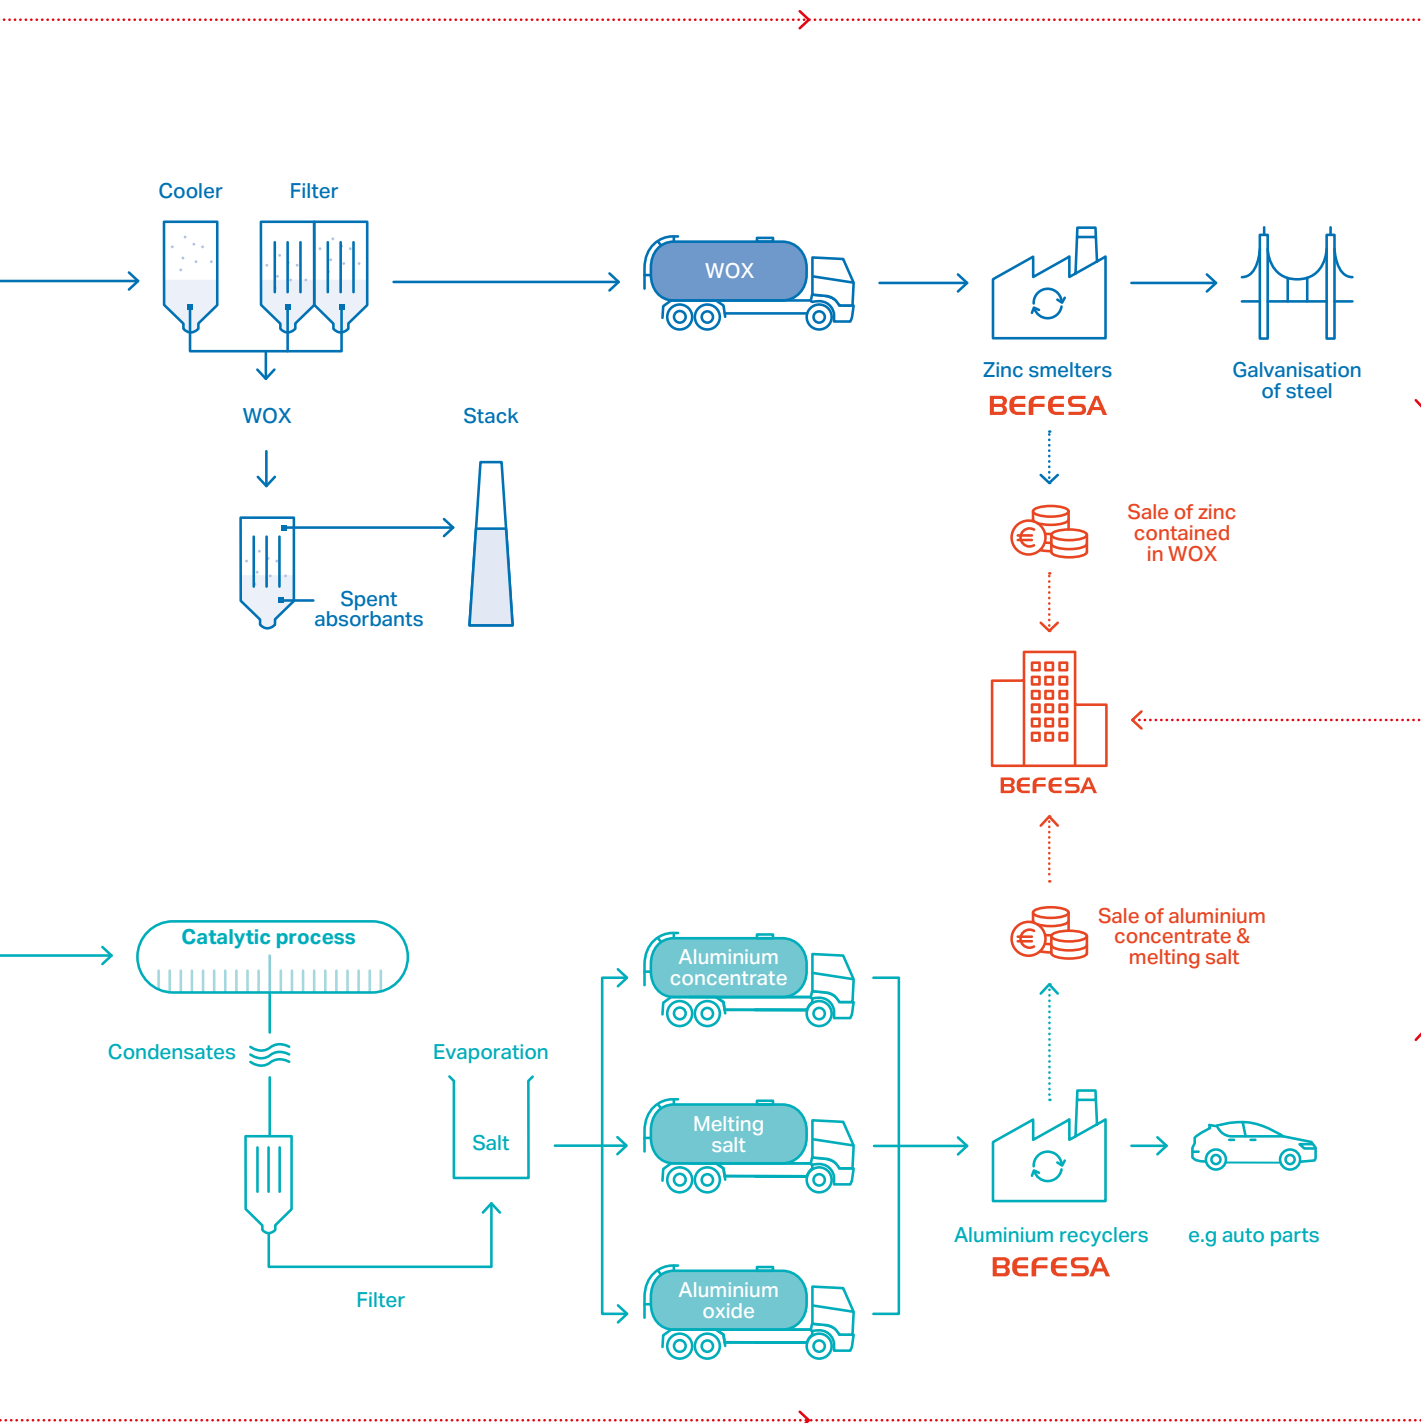 Cooler
Filter
WOX
Zinc smelters
BEFESA
Galvanisation
of steel
WOX
Stack
Spent
absorbants
€
Sale of zinc
contained
in WOX
BEFESA
€
Sale of aluminium
concentrate &
melting salt
Catalytic process
Condensates
Evaporation
Salt
Filter
Aluminium
concentrate
Melting
salt
Aluminium
oxide
Aluminium recyclers
BEFESA
e.g auto parts